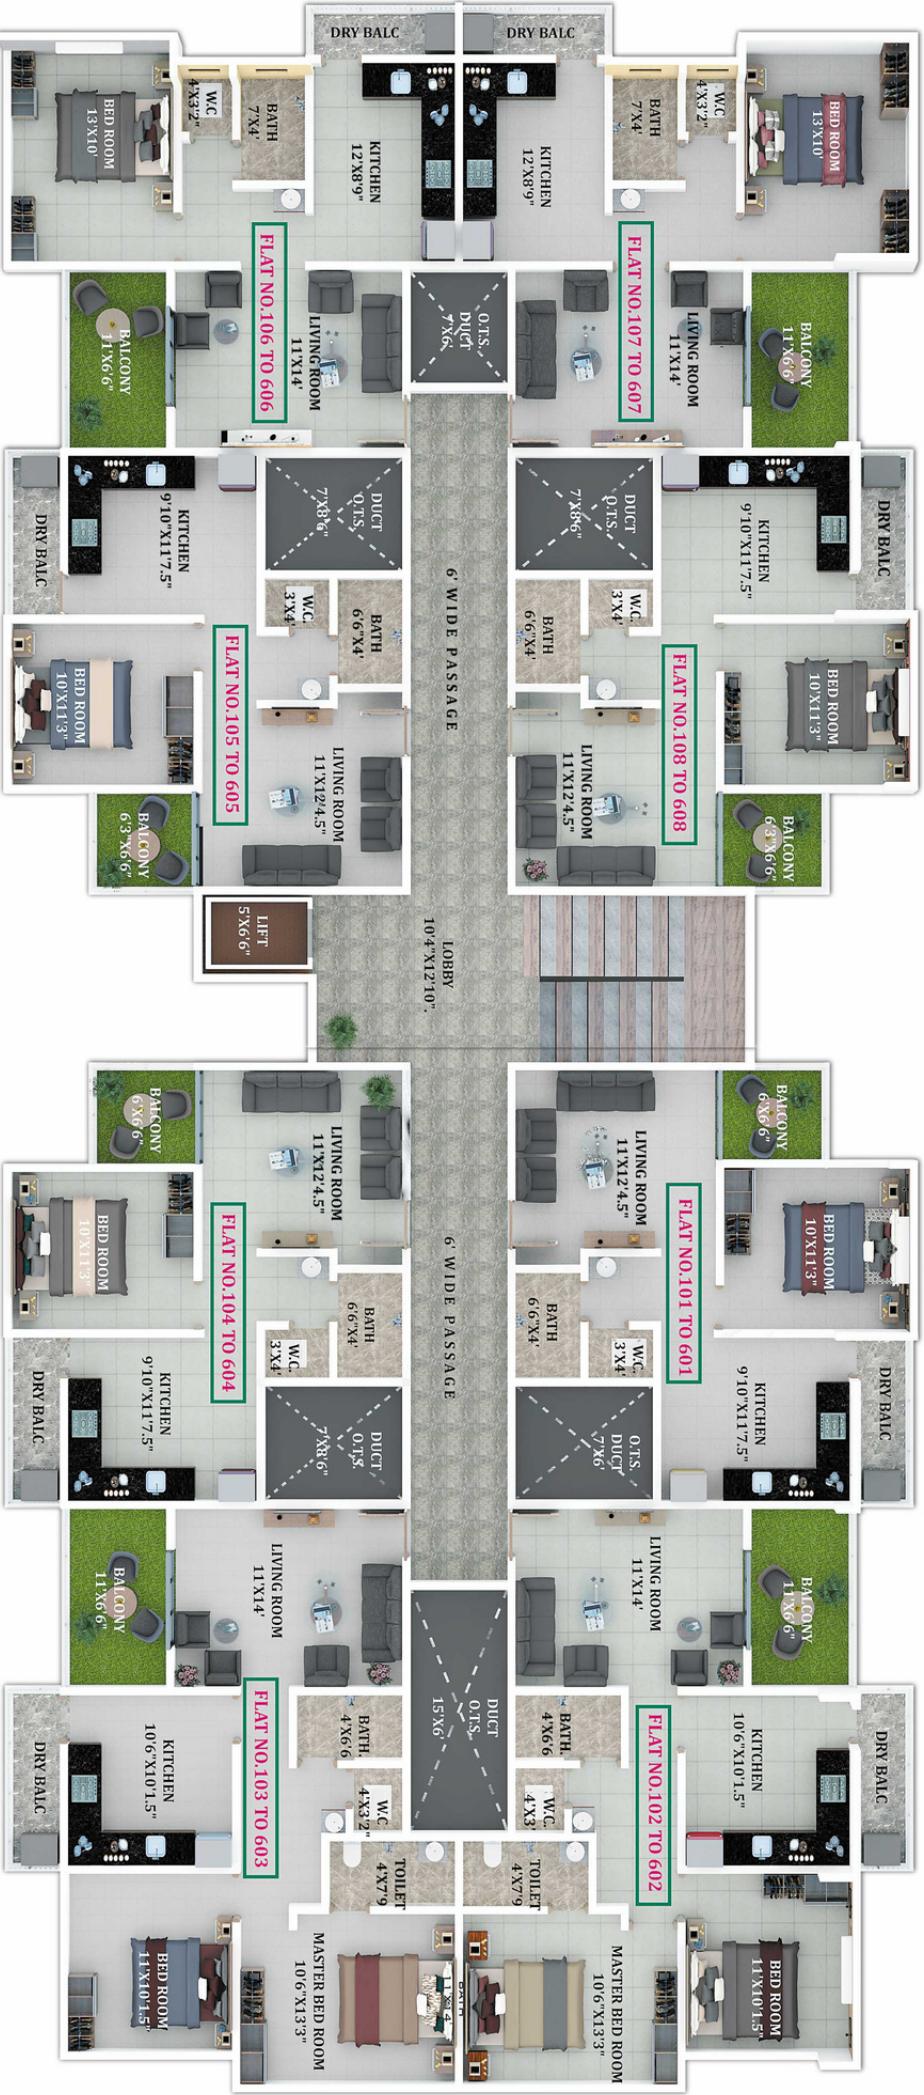 DRY BALC
DRY BALC
BED ROOM
13'X10'
W.C
4'X3'2"
BATH
7'X4'
KITCHEN
12'X8'9"
KITCHEN
12'X8'9"
BATH
7'X4'
W.C
4'X3'2"
BED ROOM
13'X10'
BALCONY
11'X6'6"
FLAT NO.106 TO 606
LIVING ROOM
11'X14'
O.T.S.
DUCT
7'X6'
FLAT NO.107 TO 607
LIVING ROOM
11'X14'
BALCONY
11'X6'6"
DRY BALC
KITCHEN
9'10"X11'7.5"
DUCT
O.T.S.
7'X8'6"
DUCT
O.T.S.
7'X8'6"
KITCHEN
9'10"X11'7.5"
DRY BALC
W.C.
3'X4'
BATH
6'6"X4'
6' WIDE PASSAGE
BATH
6'6"X4'
W.C.
3'X4'
BED ROOM
10'X11'3"
FLAT NO.105 TO 605
LIVING ROOM
11'X12'4.5"
LIVING ROOM
11'X12'4.5"
FLAT NO.108 TO 608
BED ROOM
10'X11'3"
BALCONY
6'3"X6'6"
BALCONY
6'3"X6'6"
LIFT
5'X6'6"
LOBBY
10'4"X12'10".
BALCONY
6'X6'6"
LIVING ROOM
11'X12'4.5"
LIVING ROOM
11'X12'4.5"
BALCONY
6'X6'6"
BED ROOM
10'X11'3"
FLAT NO.104 TO 604
6' WIDE PASSAGE
FLAT NO.101 TO 601
BED ROOM
10'X11'3"
BATH
6'6"X4'
W.C.
3'X4'
BATH
6'6"X4'
W.C.
3'X4'
DRY BALC
KITCHEN
9'10"X11'7.5"
DUCT
O.T.S.
7'X8'6"
O.T.S.
DUCT
7'X6'
KITCHEN
9'10"X11'7.5"
DRY BALC
BALCONY
11'X6'6"
LIVING ROOM
11'X14'
LIVING ROOM
11'X14'
BALCONY
11'X6'6"
DRY BALC
KITCHEN
10'6"X10'1.5"
FLAT NO.103 TO 603
BATH.
4'X6'6
W.C.
4'X3'2"
DUCT
O.T.S.
15'X6'
BATH.
4'X6'6
W.C.
4'X3'
FLAT NO.102 TO 602
KITCHEN
10'6"X10'1.5"
DRY BALC
TOILET
4'X7'9
TOILET
4'X7'9
BED ROOM
11'X10'1.5"
MASTER BED ROOM
10'6"X13'3"
MASTER BED ROOM
10'6"X13'3"
BED ROOM
11'X10'1.5"